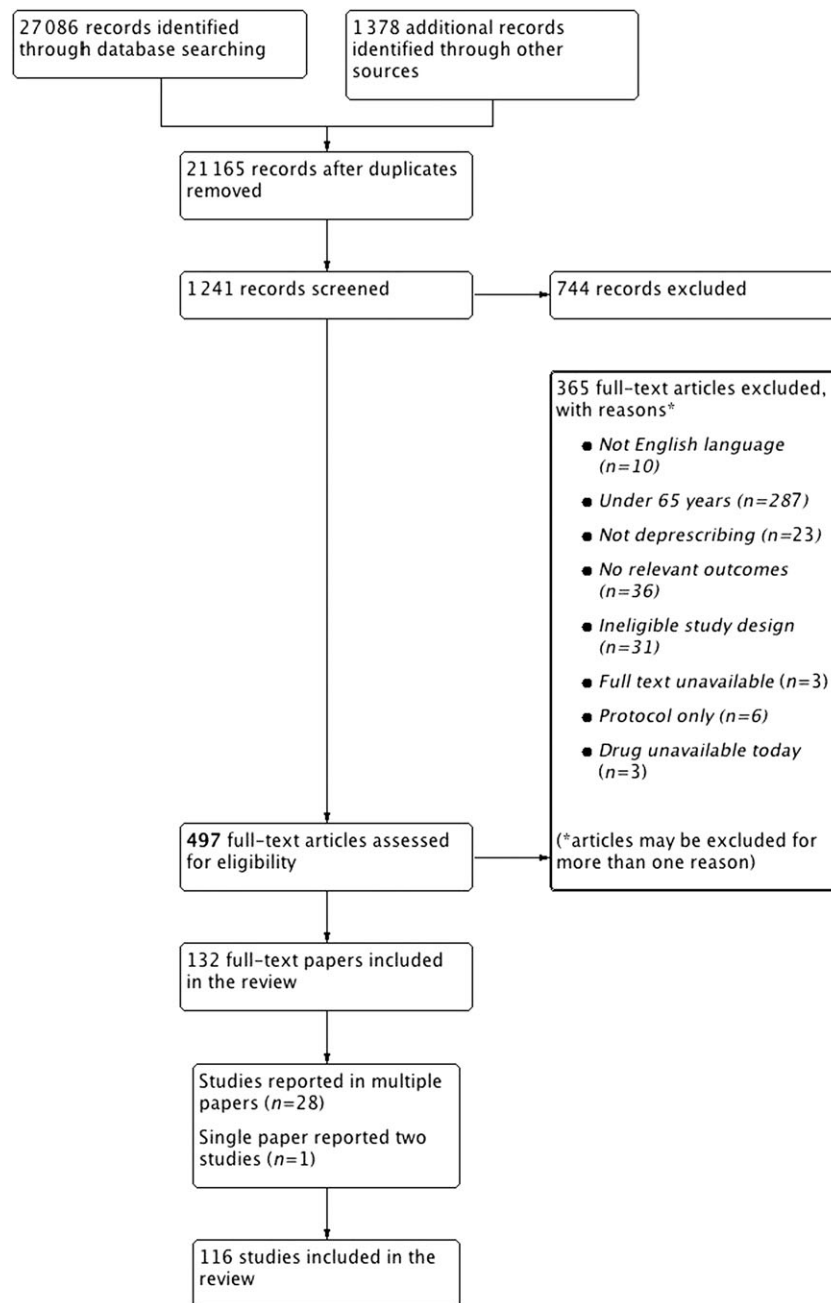 27 086 records identified
through database searching
1 378 additional records
identified through other
sources
21 165 records after duplicates
removed
1 241 records screened
744 records excluded
365 full-text articles excluded,
with reasons*
● Not English language
(n=10)
● Under 65 years (n=287)
● Not deprescribing (n=23)
● No relevant outcomes
(n=36)
● Ineligible study design
(n=31)
● Full text unavailable (n=3)
● Protocol only (n=6)
● Drug unavailable today
(n=3)
(*articles may be excluded for
more than one reason)
497 full-text articles assessed
for eligibility
132 full-text papers included
in the review
Studies reported in multiple
papers (n=28)
Single paper reported two
studies (n=1)
116 studies included in the
review